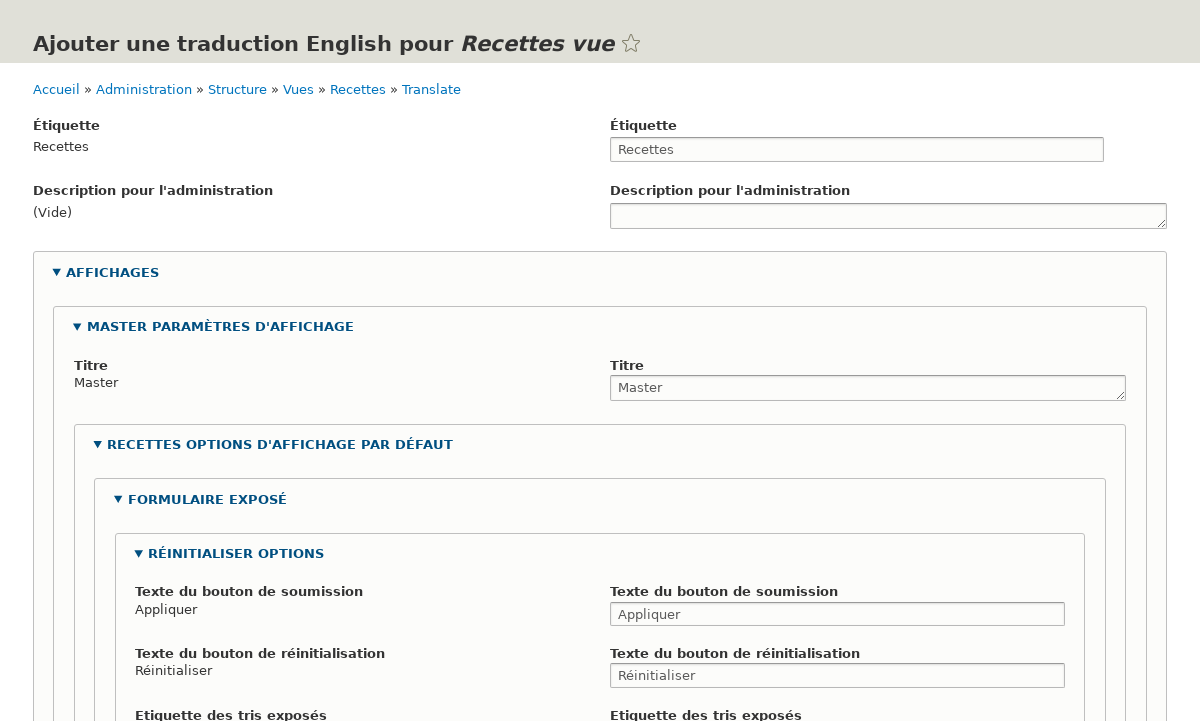 Ajouter une traduction English pour Recettes vue
Accueil » Administration » Structure » Vues » Recettes » Translate
Étiquette Étiquette
Recettes Recettes
Description pour l'administration Description pour l'administration
(Vide)
AFFICHAGES
MASTER PARAMÈTRES D'AFFICHAGE
Titre Titre
Master Master
RECETTES OPTIONS D'AFFICHAGE PAR DÉFAUT
FORMULAIRE EXPOSÉ
RÉINITIALISER OPTIONS
Texte du bouton de soumission Texte du bouton de soumission
Appliquer Appliquer
Texte du bouton de réinitialisation Texte du bouton de réinitialisation
Réinitialiser Réinitialiser
Etiquette des tris exposés Etiquette des tris exposés